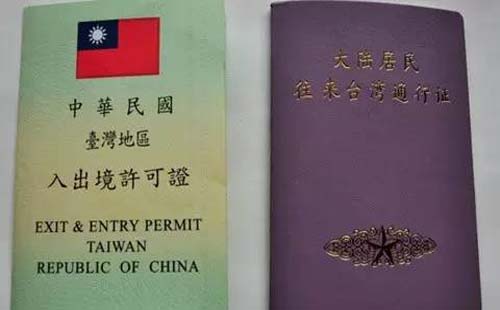 中華民國
臺灣地區
入出境許可證
EXIT & ENTRY PERMIT
TAIWAN
REPUBLIC OF CHINA
大陆居民
往来台湾通行证